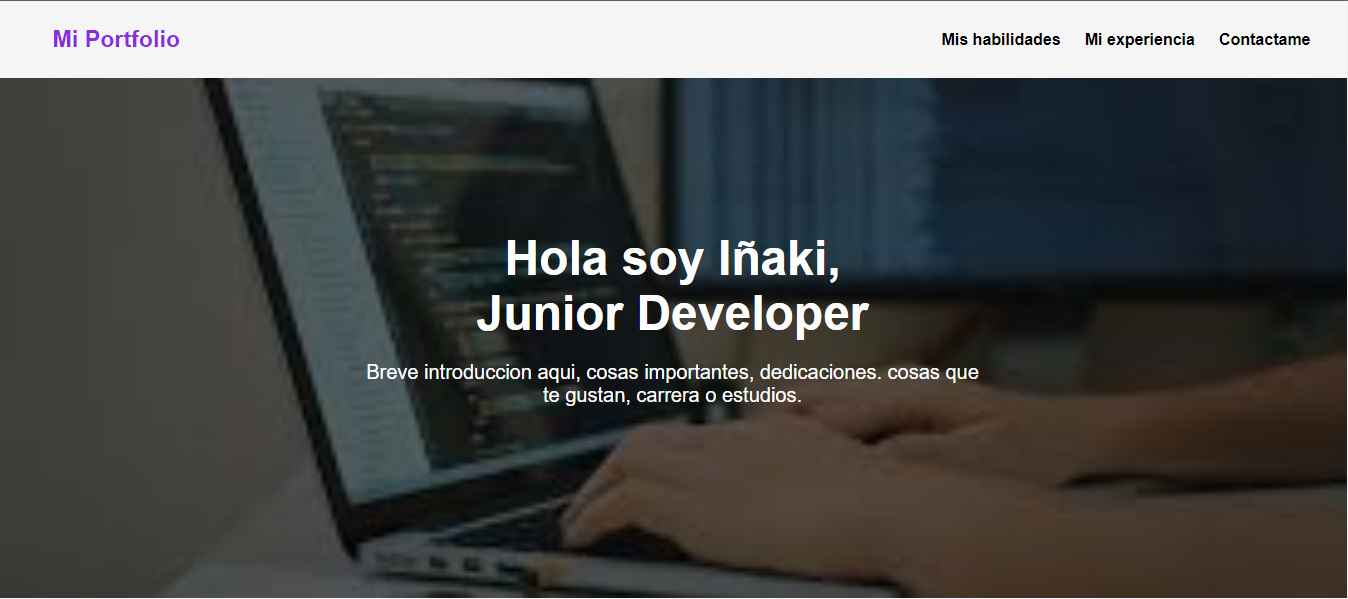 Mi Portfolio
Mis habilidades
Mi experiencia
Contactame
Hola soy Iñaki,
Junior Developer
Breve introduccion aqui, cosas importantes, dedicaciones. cosas que
te gustan, carrera o estudios.